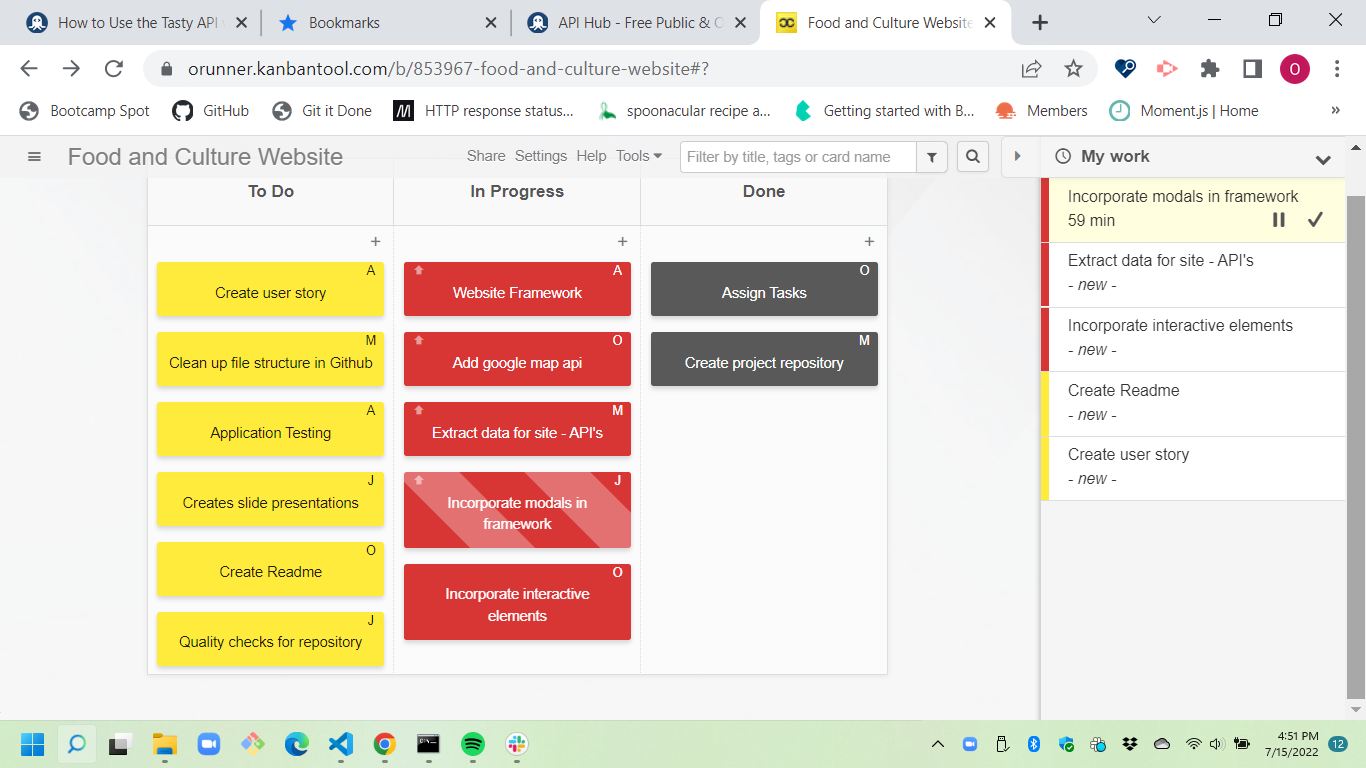 How to Use the Tasty API
Bookmarks
API Hub - Free Public &
Food and Culture Website
orunner.kanbantool.com/b/853967-food-and-culture-website#?
O
Bootcamp Spot
GitHub
Git it Done
HTTP response status...
spoonacular recipe a...
Getting started with B...
Members
Moment.js | Home
»
Food and Culture Website
Share
Settings
Help
Tools
Filter by title, tags or card name
My work
To Do
In Progress
Done
+
+
+
A
Create user story
M
Clean up file structure in Github
A
Application Testing
J
Creates slide presentations
O
Create Readme
J
Quality checks for repository
A
Website Framework
O
Add google map api
M
Extract data for site - API's
J
Incorporate modals in
framework
O
Incorporate interactive
elements
O
Assign Tasks
M
Create project repository
Incorporate modals in framework
59 min
Extract data for site - API's
- new -
Incorporate interactive elements
- new -
Create Readme
- new -
Create user story
- new -
4:51 PM
7/15/2022
12